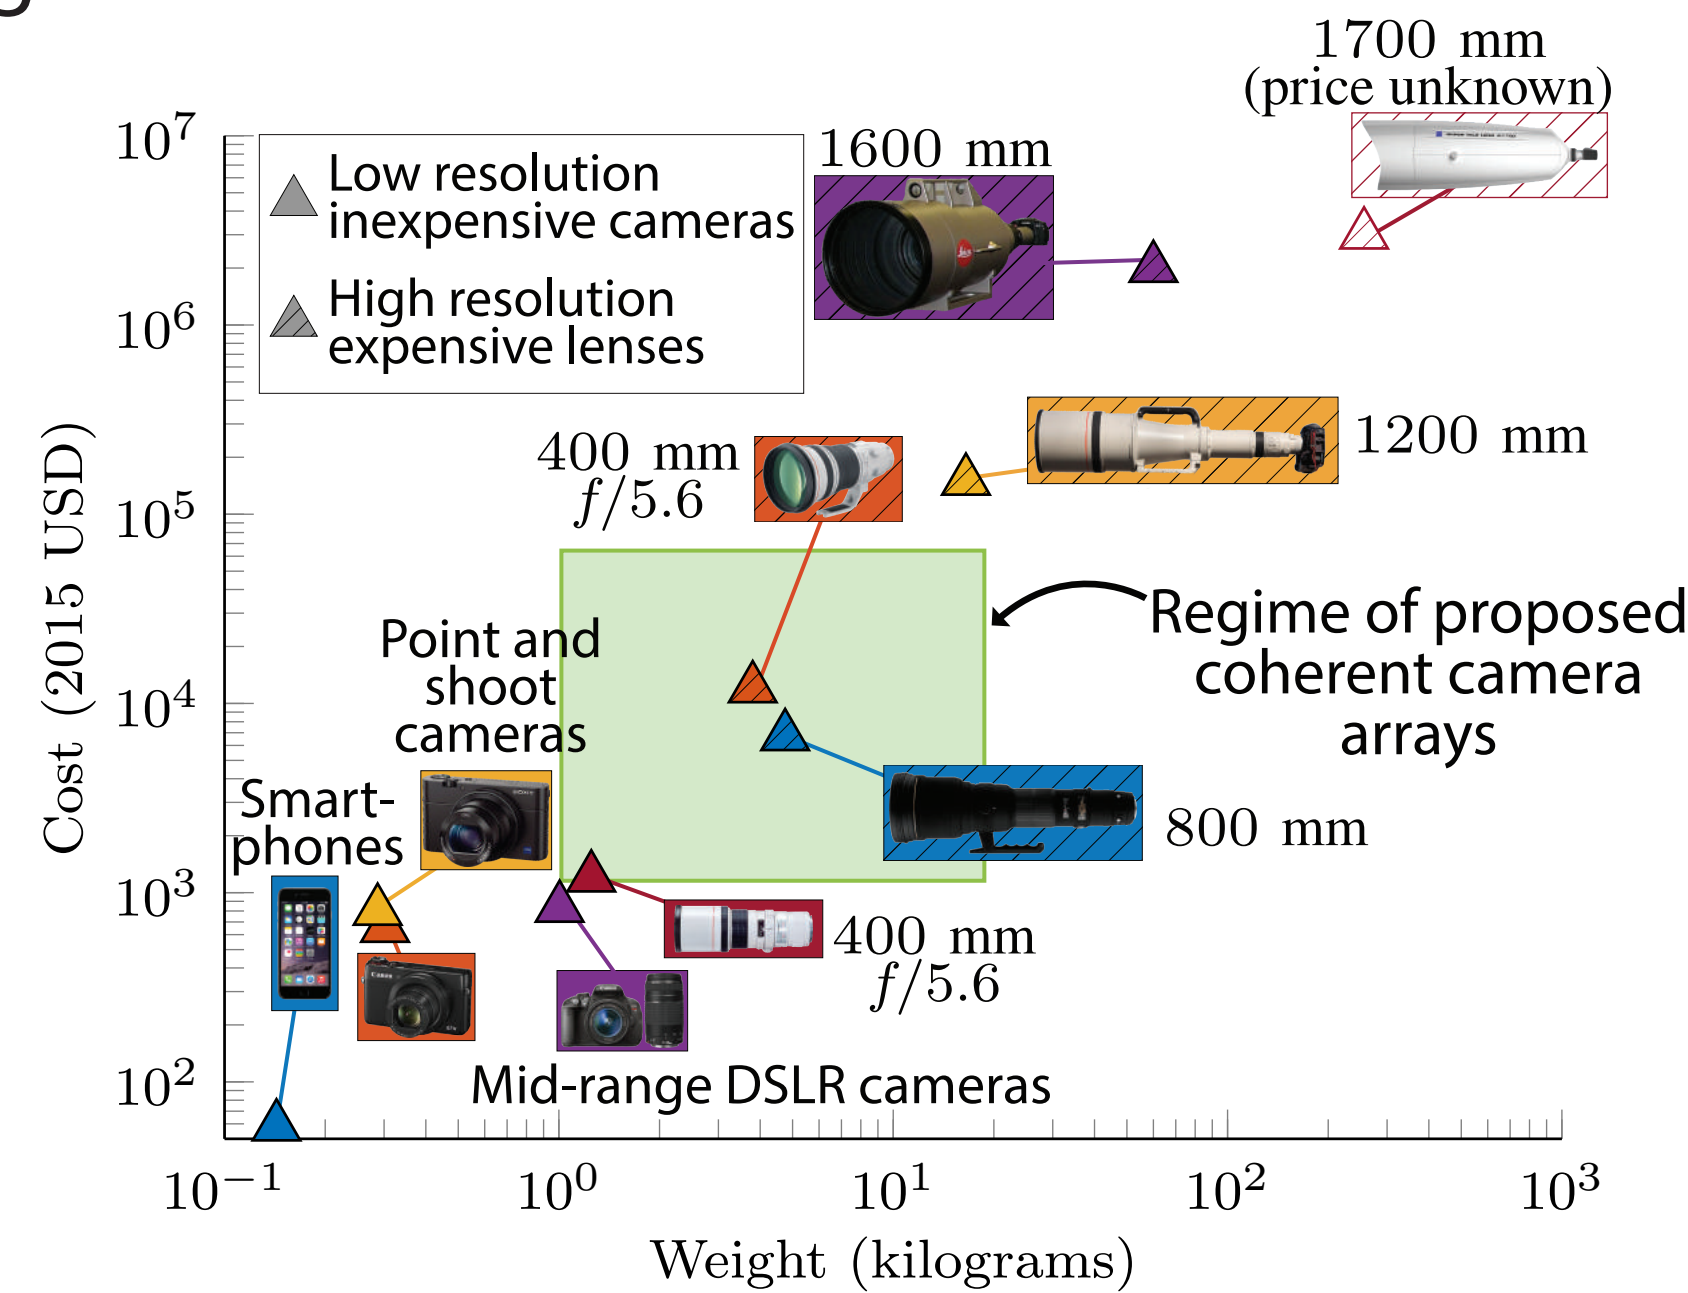 1700 mm
(price unknown)
10^7
Low resolution
inexpensive cameras
1600 mm
High resolution
expensive lenses
10^6
400 mm
f/5.6
1200 mm
10^5
Cost (2015 USD)
Regime of proposed
coherent camera
arrays
Point and
shoot
cameras
10^4
Smart-
phones
800 mm
10^3
400 mm
f/5.6
Mid-range DSLR cameras
10^2
10^−1
10^0
10^1
10^2
10^3
Weight (kilograms)